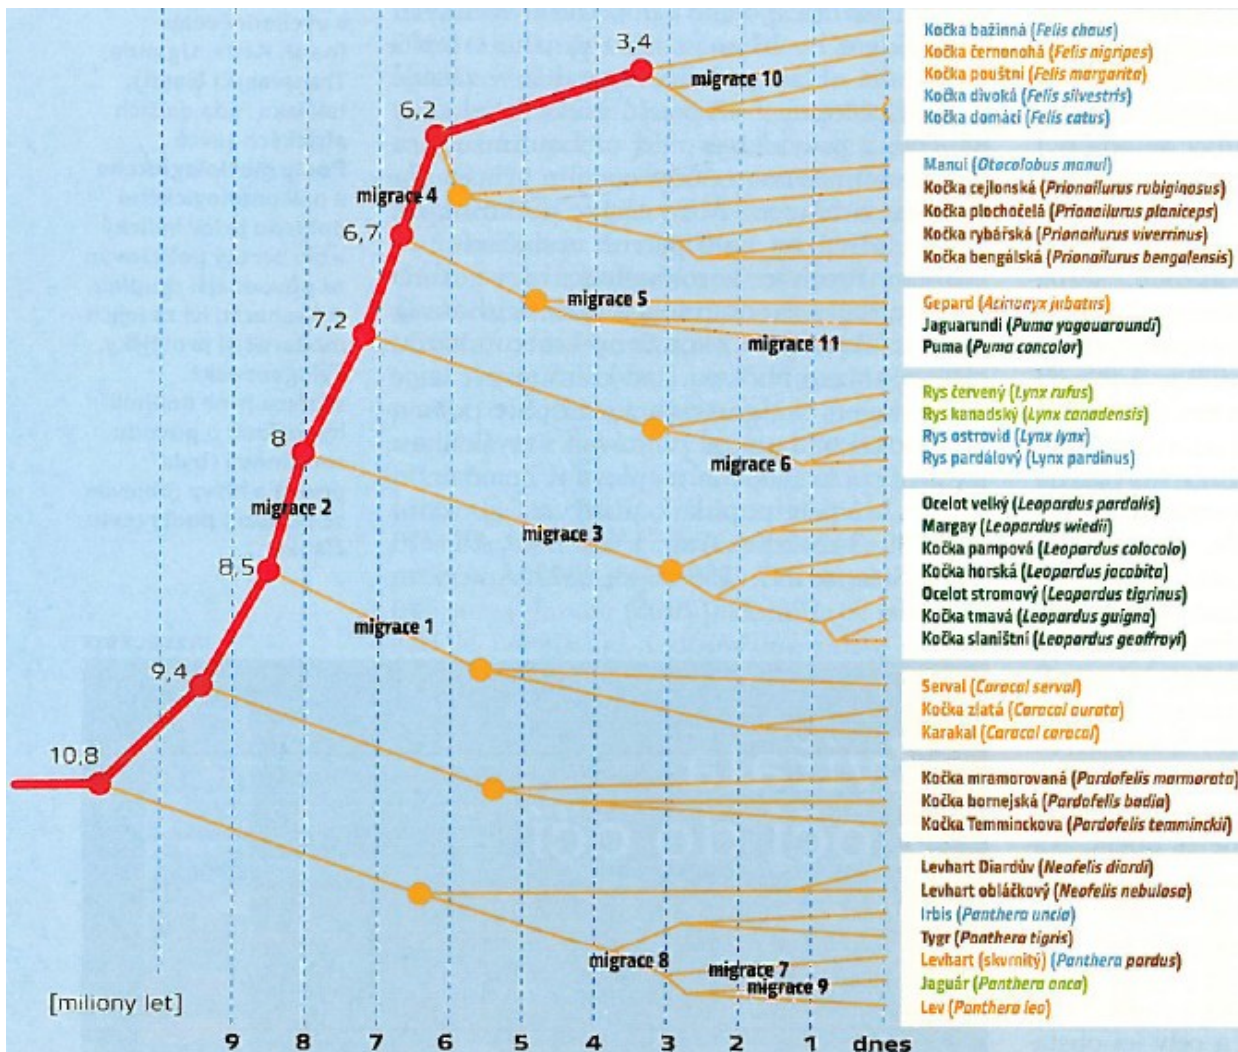 3,4
migrace 10
6,2
migrace 4
6,7
migrace 5
7,2
migrace 11
8
migrace 6
migrace 2
migrace 3
8,5
migrace 1
9,4
10,8
migrace 8
migrace 7
migrace 9
[miliony let]
9 8 7 6 5 4 3 2 1 dnes
Kočka bažinná (Felis chaus)
Kočka černonohá (Felis nigripes)
Kočka pouštní (Felis margarita)
Kočka divoká (Felis silvestris)
Kočka domácí (Felis catus)
Manul (Otocolobus manul)
Kočka cejlonská (Prionailurus rubiginosus)
Kočka plochočelá (Prionailurus planiceps)
Kočka rybářská (Prionailurus viverrinus)
Kočka bengálská (Prionailurus bengalensis)
Gepard (Acinonyx jubatus)
Jaguarundi (Puma yagouaroundi)
Puma (Puma concolor)
Rys červený (Lynx rufus)
Rys kanadský (Lynx canadensis)
Rys ostrovid (Lynx lynx)
Rys pardálový (Lynx pardinus)
Ocelot velký (Leopardus pardalis)
Margay (Leopardus wiedii)
Kočka pampová (Leopardus colocolo)
Kočka horská (Leopardus jacobita)
Ocelot stromový (Leopardus tigrinus)
Kočka tmavá (Leopardus guigna)
Kočka slaništní (Leopardus geoffroyi)
Serval (Caracal serval)
Kočka zlatá (Caracal aurata)
Karakal (Caracal caracal)
Kočka mramorovaná (Pardofelis marmorata)
Kočka bornejská (Pardofelis badia)
Kočka Temminckova (Pardofelis temminckii)
Levhart Diardův (Neofelis diardi)
Levhart obláčkový (Neofelis nebulosa)
Irbis (Panthera uncia)
Tygr (Panthera tigris)
Levhart (skvrnitý) (Panthera pardus)
Jaguár (Panthera onca)
Lev (Panthera leo)